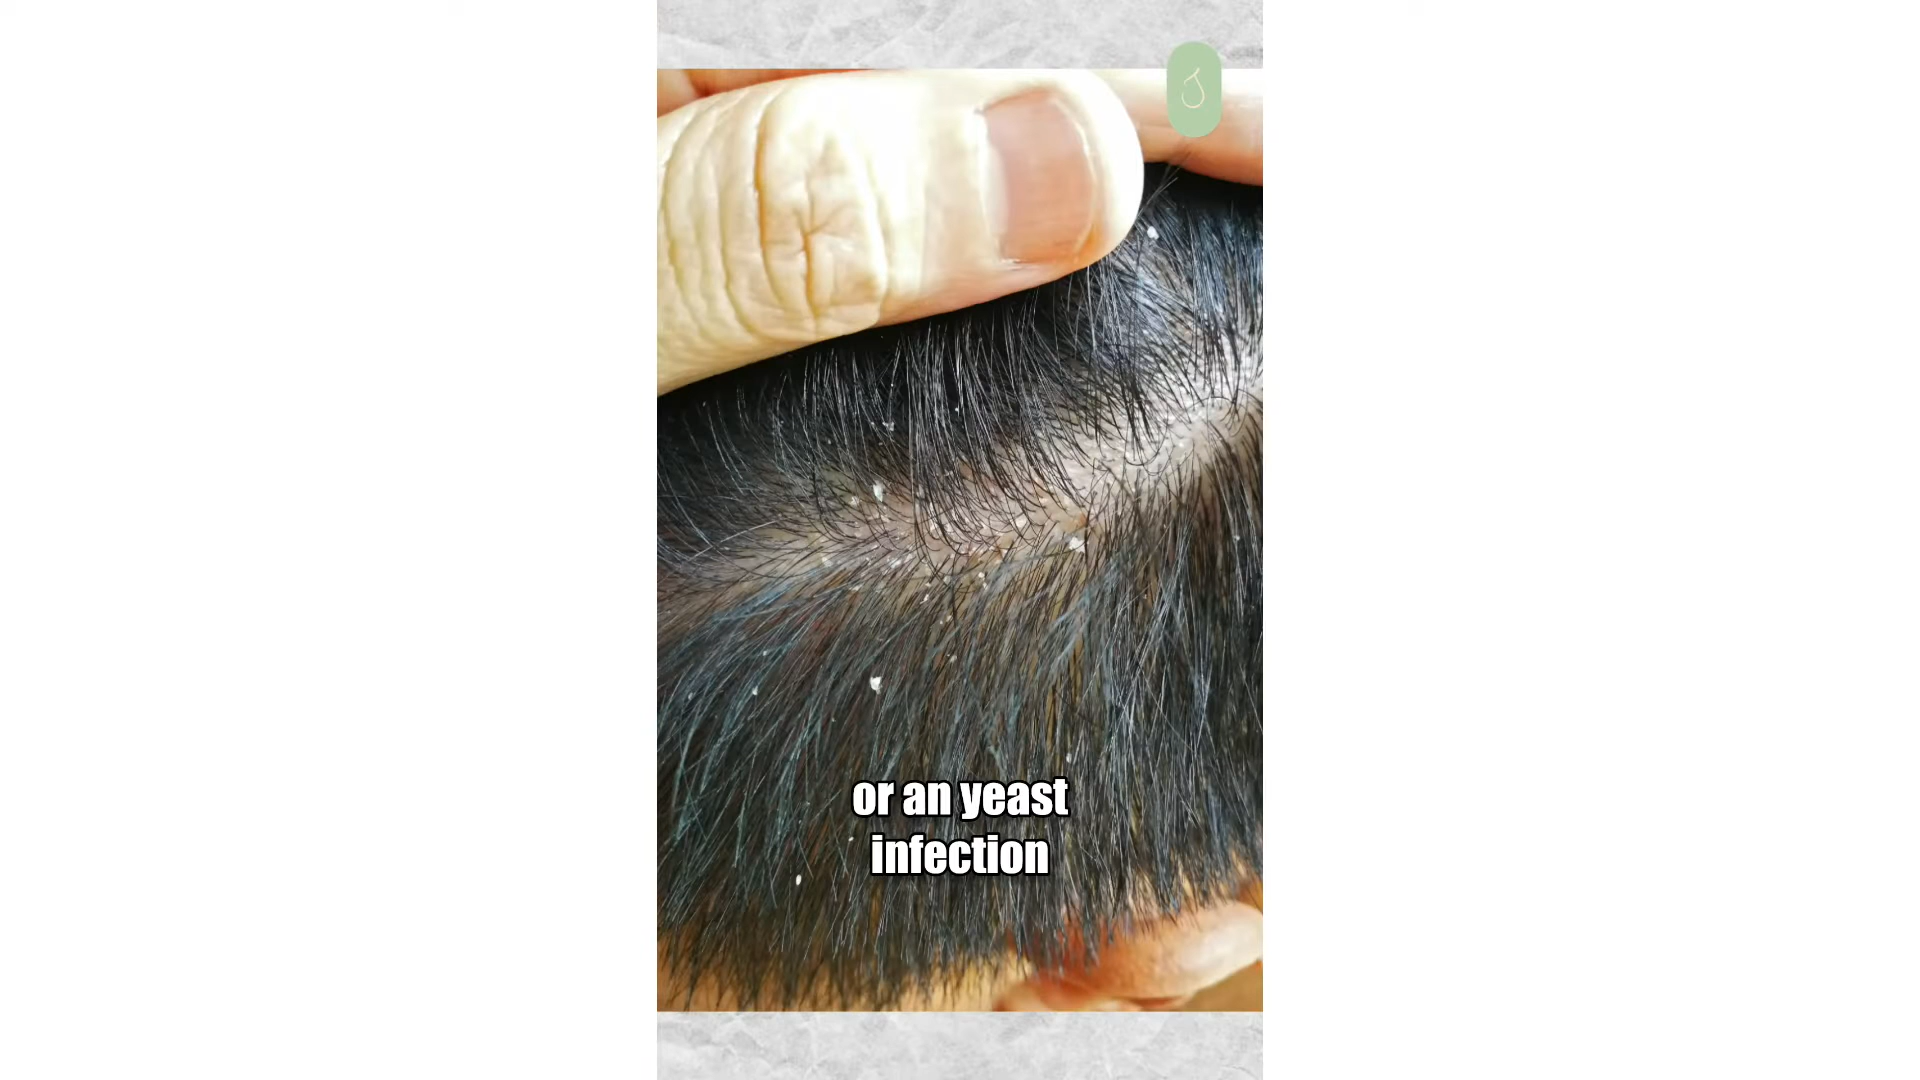 or an yeast
infection